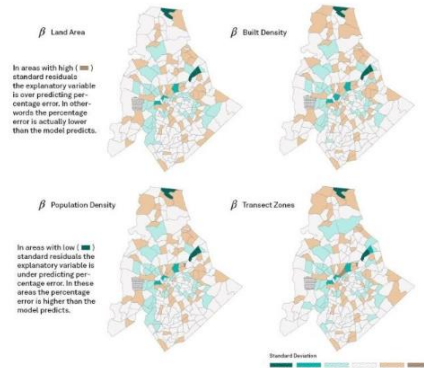 β Land Area
β Built Density
In areas with high ( )
standard residuals
the explanatory variable
is over predicting per-
centage error. In other-
words the percentage
error is actually lower
than the model predicts.
β Population Density
β Transect Zones
In areas with low ( )
standard residuals the
explanatory variable is
under predicting per-
centage error. In these
areas the percentage
error is higher than the
model predicts.
Standard Deviation